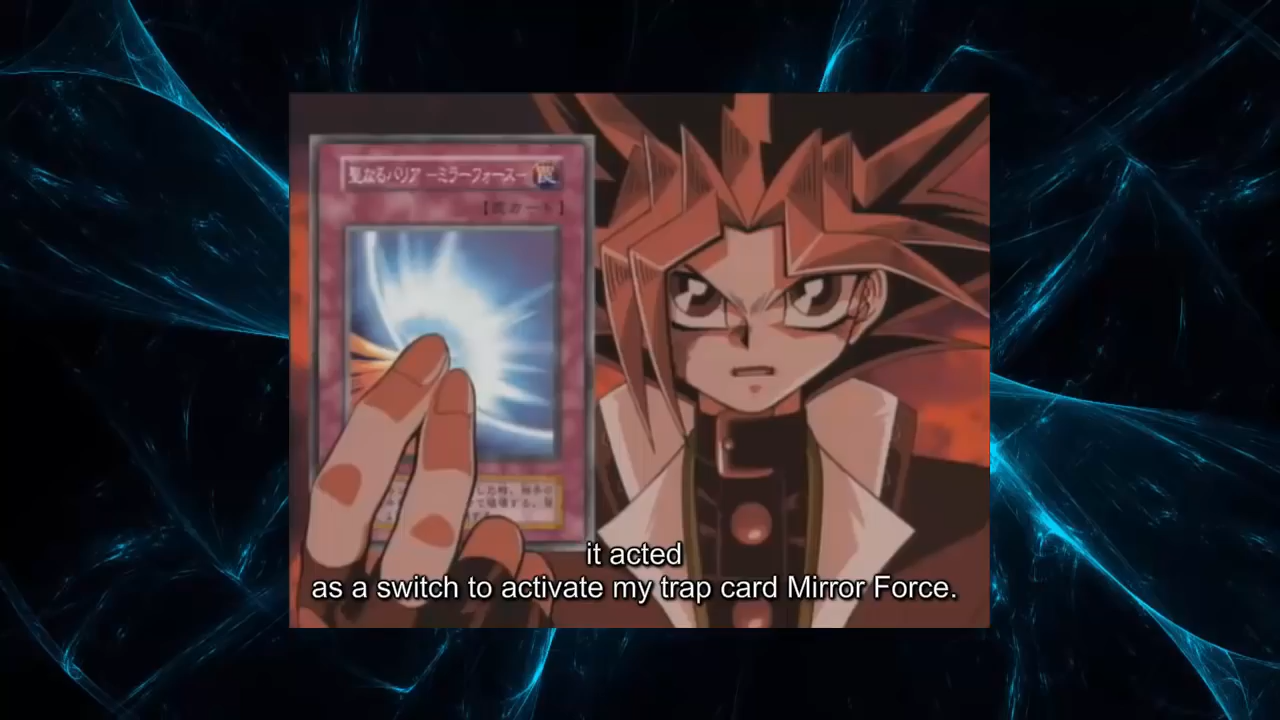 聖なるバリア －ミラーフォース－ 罠
【罠カード】
it acted
as a switch to activate my trap card Mirror Force.